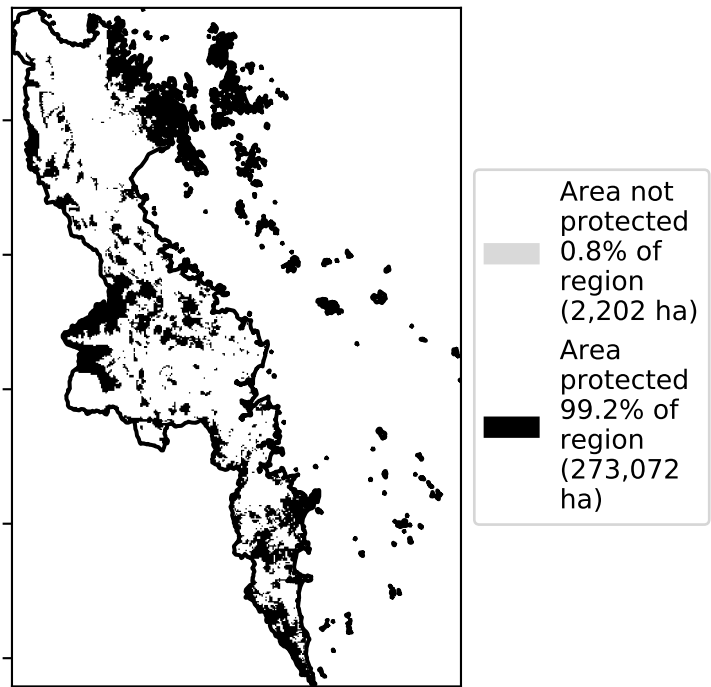 Area not
protected
0.8% of
region
(2,202 ha)
Area
protected
99.2% of
region
(273,072
ha)